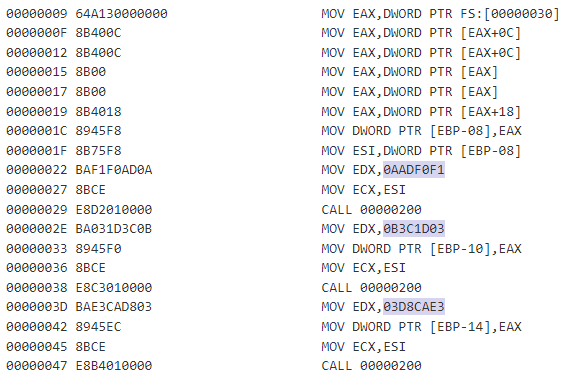 00000009 64A130000000 MOV EAX,DWORD PTR FS:[00000030]
0000000F 8B400C MOV EAX,DWORD PTR [EAX+0C]
00000012 8B400C MOV EAX,DWORD PTR [EAX+0C]
00000015 8B00 MOV EAX,DWORD PTR [EAX]
00000017 8B00 MOV EAX,DWORD PTR [EAX]
00000019 8B4018 MOV EAX,DWORD PTR [EAX+18]
0000001C 8945F8 MOV DWORD PTR [EBP-08],EAX
0000001F 8B75F8 MOV ESI,DWORD PTR [EBP-08]
00000022 BAF1F0AD0A MOV EDX,0AADF0F1
00000027 8BCE MOV ECX,ESI
00000029 E8D2010000 CALL 00000200
0000002E BA031D3C0B MOV EDX,0B3C1D03
00000033 8945F0 MOV DWORD PTR [EBP-10],EAX
00000036 8BCE MOV ECX,ESI
00000038 E8C3010000 CALL 00000200
0000003D BAE3CAD803 MOV EDX,03D8CAE3
00000042 8945EC MOV DWORD PTR [EBP-14],EAX
00000045 8BCE MOV ECX,ESI
00000047 E8B4010000 CALL 00000200